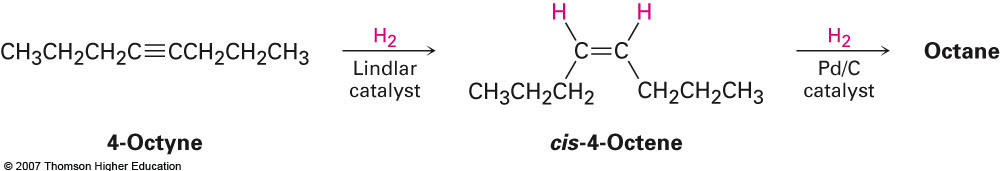 H H
CH3CH2CH2C≡CCH2CH2CH3 H2 C=C H2 Octane
Lindlar Pd/C
catalyst CH3CH2CH2 CH2CH2CH3 catalyst
4-Octyne cis-4-Octene
© 2007 Thomson Higher Education